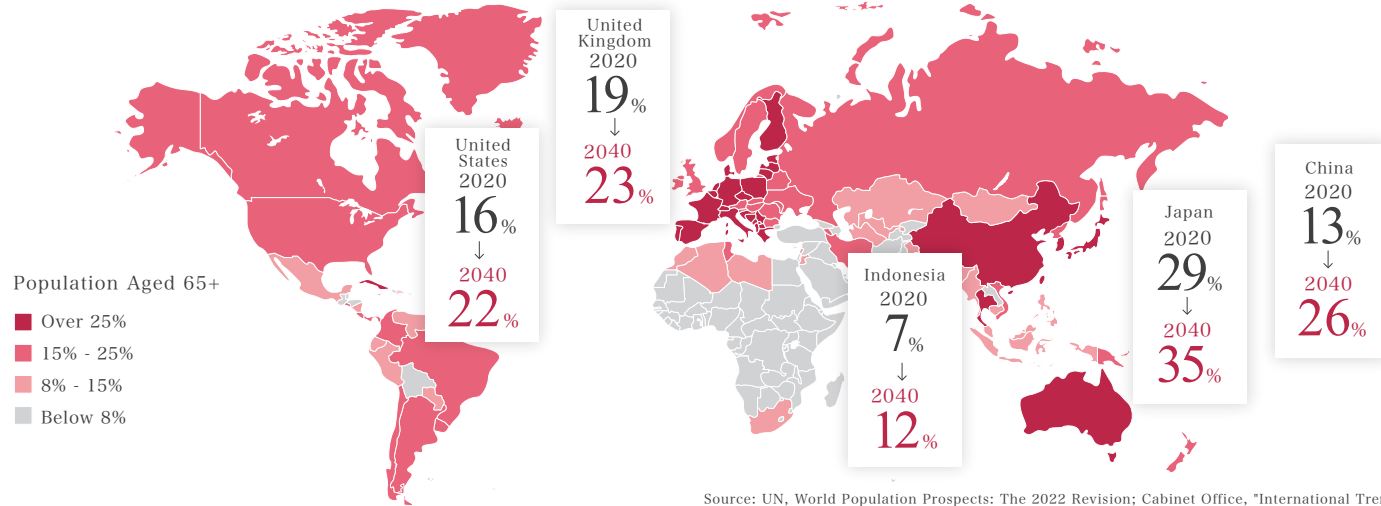 United
Kingdom
2020
19%
↓
2040
23%
United
States
2020
16%
↓
2040
22%
China
2020
13%
↓
2040
26%
Japan
2020
29%
↓
2040
35%
Indonesia
2020
7%
↓
2040
12%
Population Aged 65+
Over 25%
15% - 25%
8% - 15%
Below 8%
Source: UN, World Population Prospects: The 2022 Revision; Cabinet Office, "International